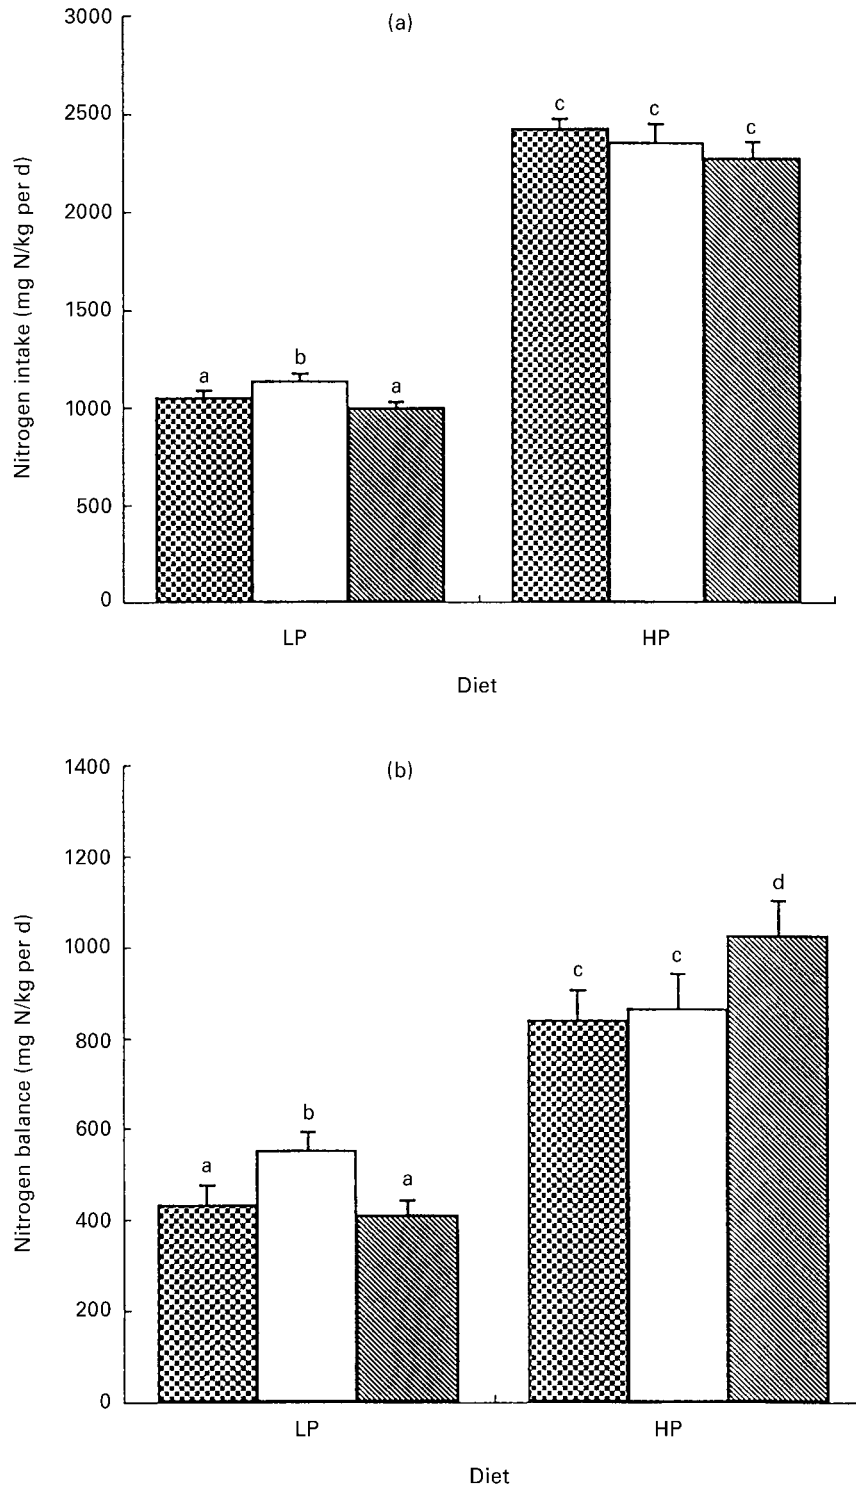 (a)
3000
2500
2000
1500
1000
500
0
Nitrogen intake (mg N/kg per d)
a
b
a
c
c
c
LP
HP
Diet
(b)
1400
1200
1000
800
600
400
200
0
Nitrogen balance (mg N/kg per d)
a
b
a
c
c
d
LP
HP
Diet